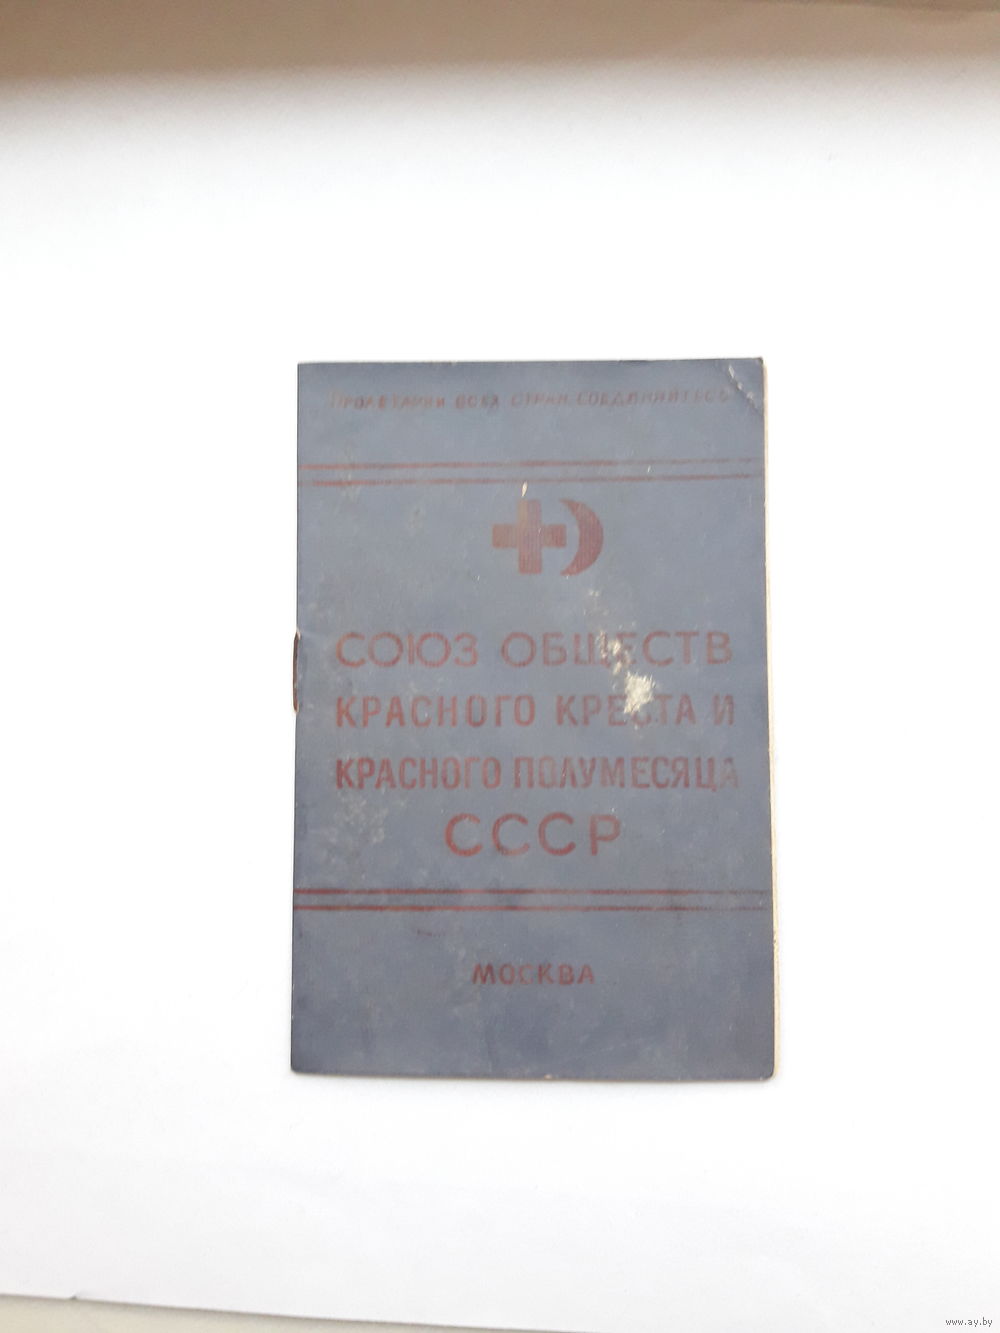 Пролетарии всех стран, соединяйтесь!
СОЮЗ ОБЩЕСТВ
КРАСНОГО КРЕСТА И
КРАСНОГО ПОЛУМЕСЯЦА
СССР
МОСКВА
www.ay.by